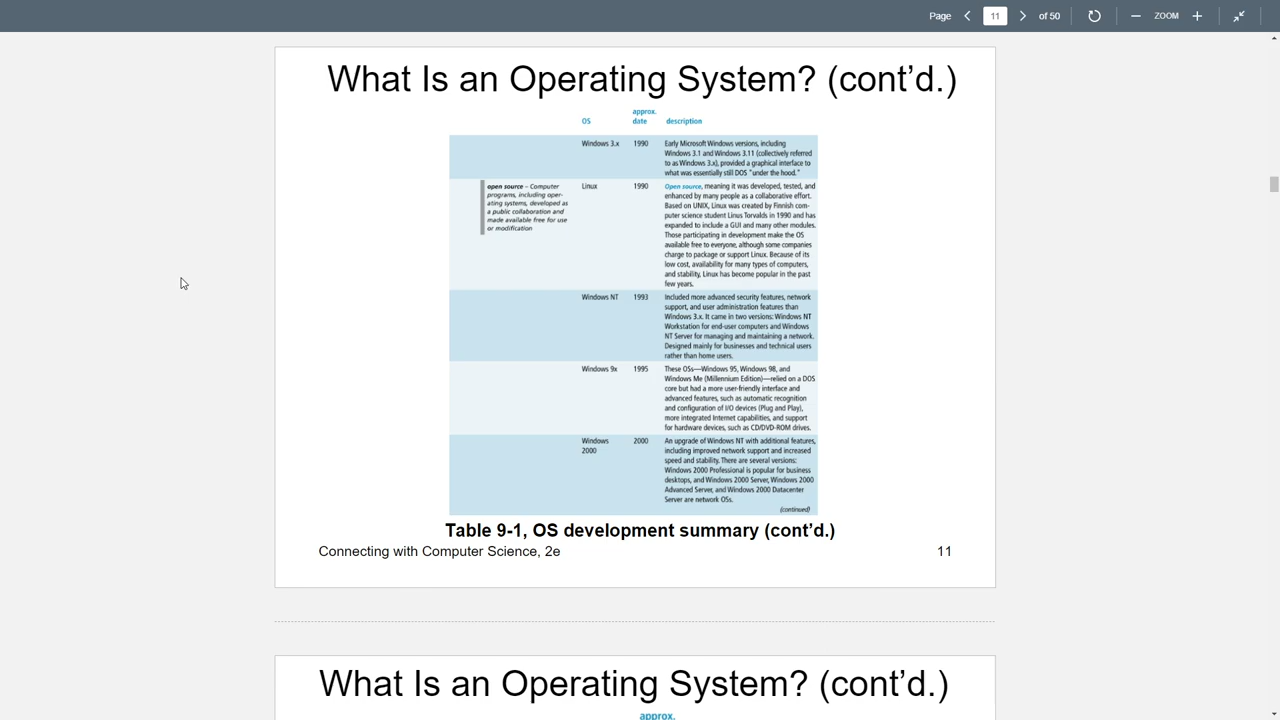 Page 11 of 50 ZOOM
What Is an Operating System? (cont’d.)
OS approx. date description
Windows 3.x 1990 Early Microsoft Windows versions, including
Windows 3.1 and Windows 3.11 (collectively referred
to as Windows 3.x), provided a graphical interface to
what was essentially still DOS "under the hood."
open source – Computer
programs, including oper-
ating systems, developed as
a public collaboration and
made available free for use
or modification
Linux 1990 Open source, meaning it was developed, tested, and
enhanced by many people as a collaborative effort.
Based on UNIX, Linux was created by Finnish com-
puter science student Linus Torvalds in 1990 and has
expanded to include a GUI and many other modules.
Those participating in development make the OS
available free to everyone, although some companies
charge to package or support Linux. Because of its
low cost, availability for many types of computers,
and stability, Linux has become popular in the past
few years.
Windows NT 1993 Included more advanced security features, network
support, and user administration features than
Windows 3.x. It came in two versions: Windows NT
Workstation for end-user computers and Windows
NT Server for managing and maintaining a network.
Designed mainly for businesses and technical users
rather than home users.
Windows 9x 1995 These OSs—Windows 95, Windows 98, and
Windows Me (Millennium Edition)—relied on a DOS
core but had a more user-friendly interface and
advanced features, such as automatic recognition
and configuration of I/O devices (Plug and Play),
more integrated Internet capabilities, and support
for hardware devices, such as CD/DVD-ROM drives.
Windows 2000 2000 An upgrade of Windows NT with additional features,
including improved network support and increased
speed and stability. There are several versions:
Windows 2000 Professional is popular for business
desktops, and Windows 2000 Server, Windows 2000
Advanced Server, and Windows 2000 Datacenter
Server are network OSs.
(continued)
Table 9-1, OS development summary (cont’d.)
Connecting with Computer Science, 2e 11
What Is an Operating System? (cont’d.)
approx.